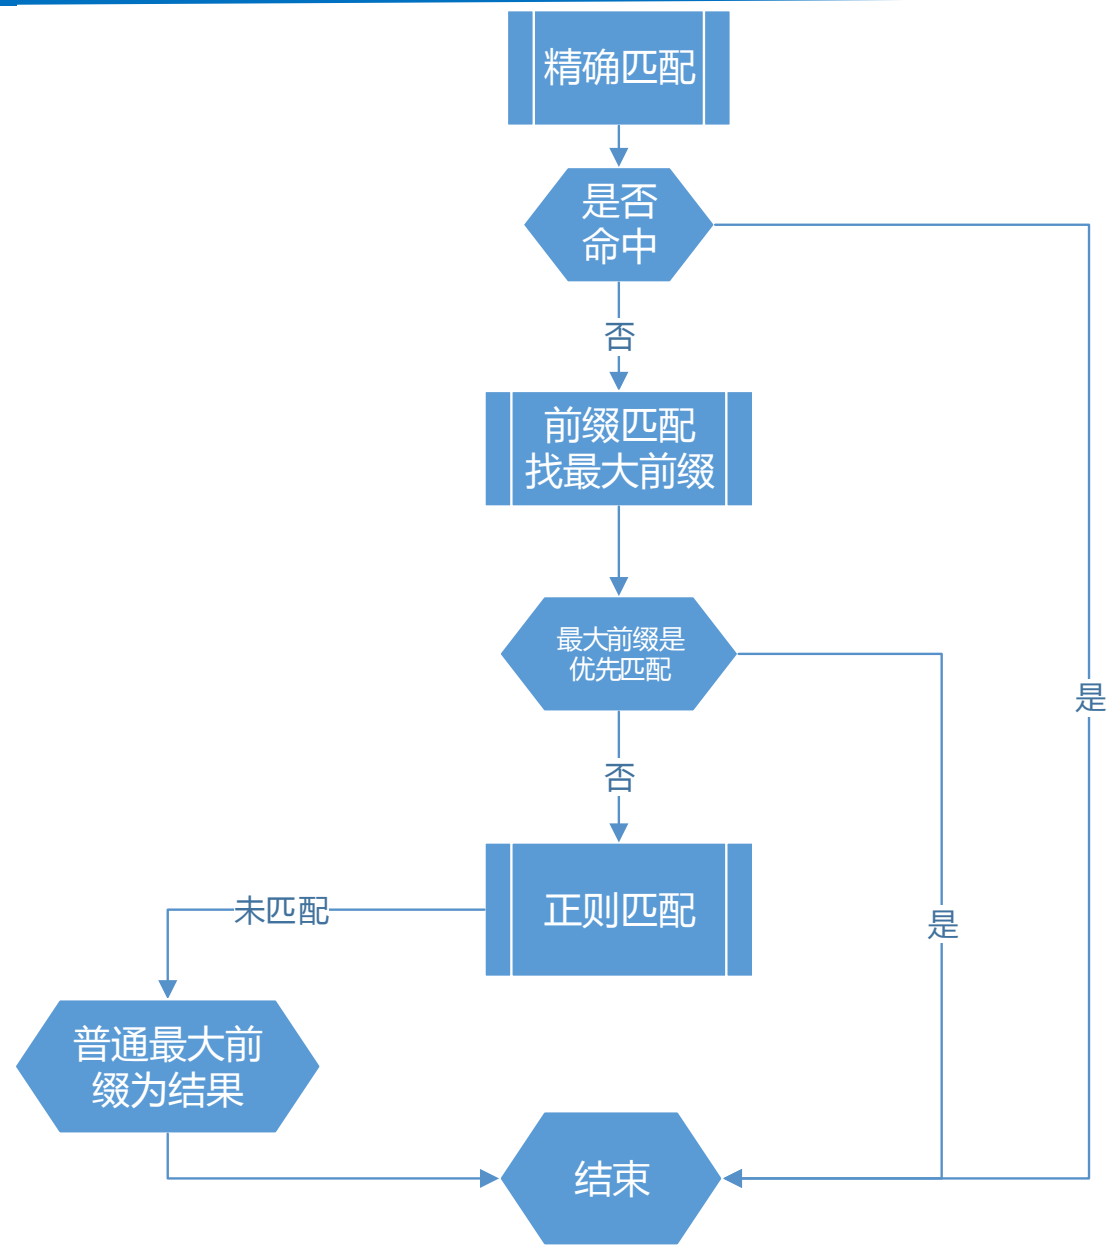 精确匹配
是否
命中
否
前缀匹配
找最大前缀
最大前缀是
优先匹配
是
否
正则匹配
未匹配
是
普通最大前
缀为结果
结束